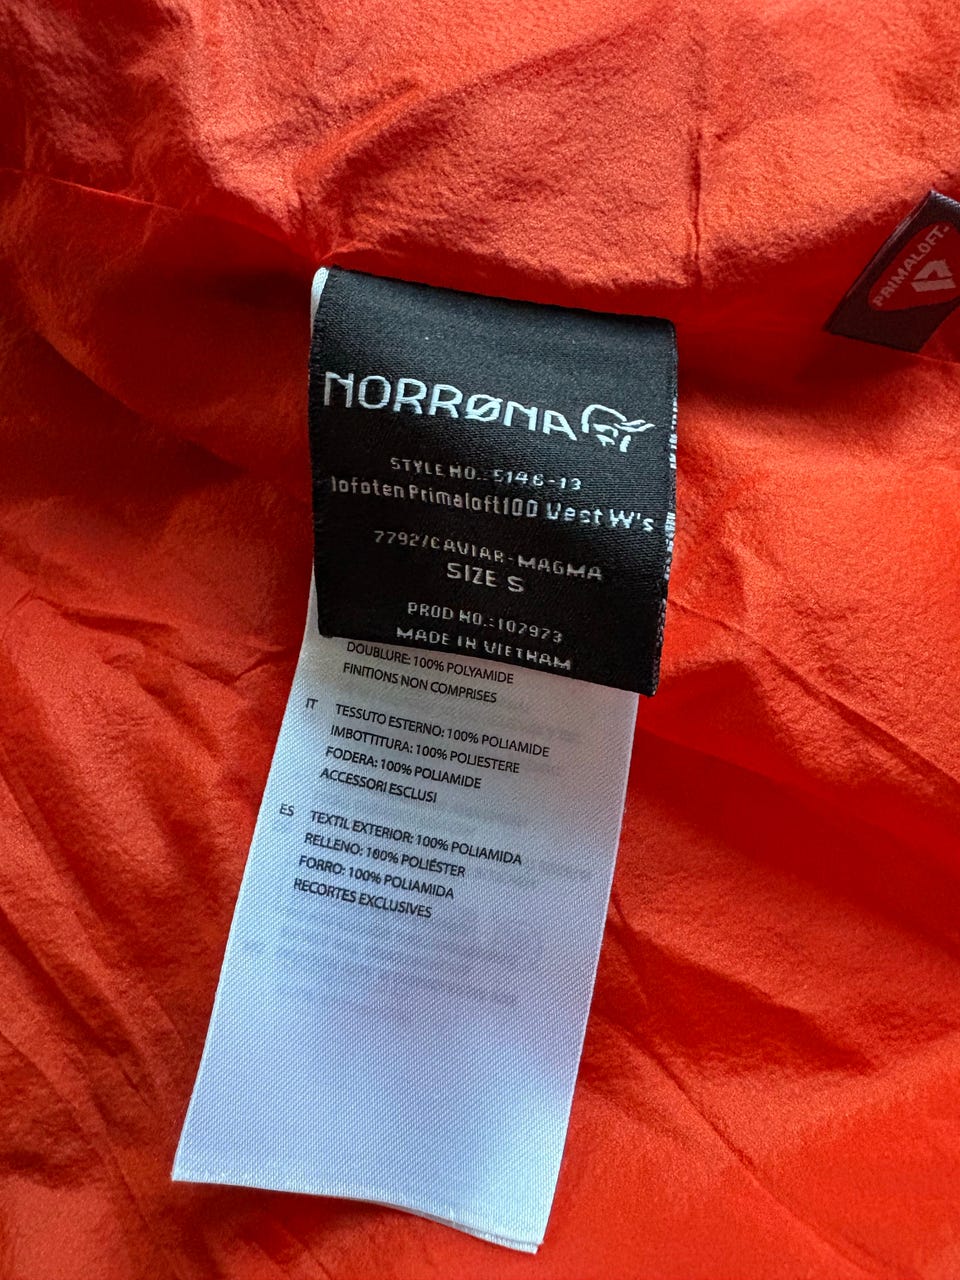 NORRØNA
STYLE NO.: 5146-13
lofoten Primaloft100 Vest W's
7792/CAVIAR-MAGMA
SIZE S
PROD NO.:107973
MADE IN VIETNAM
DOUBLURE: 100% POLYAMIDE
FINITIONS NON COMPRISES
IT TESSUTO ESTERNO: 100% POLIAMIDE
IMBOTTITURA: 100% POLIESTERE
FODERA: 100% POLIAMIDE
ACCESSORI ESCLUSI
ES TEXTIL EXTERIOR: 100% POLIAMIDA
RELLENO: 100% POLIÉSTER
FORRO: 100% POLIAMIDA
RECORTES EXCLUSIVES
PRIMALOFT